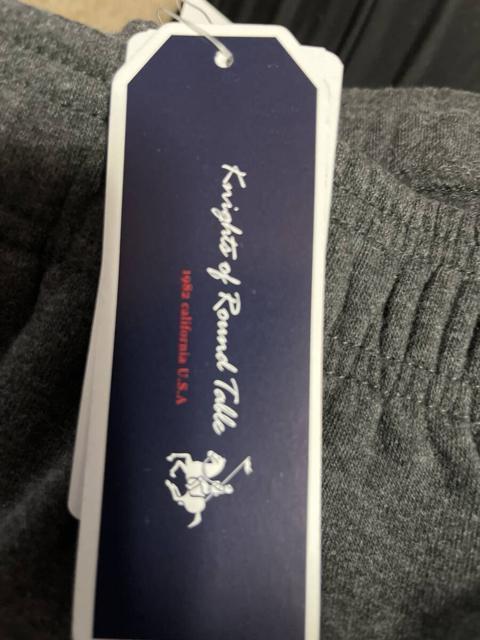 Knights of Round Table
1982 california U.S.A